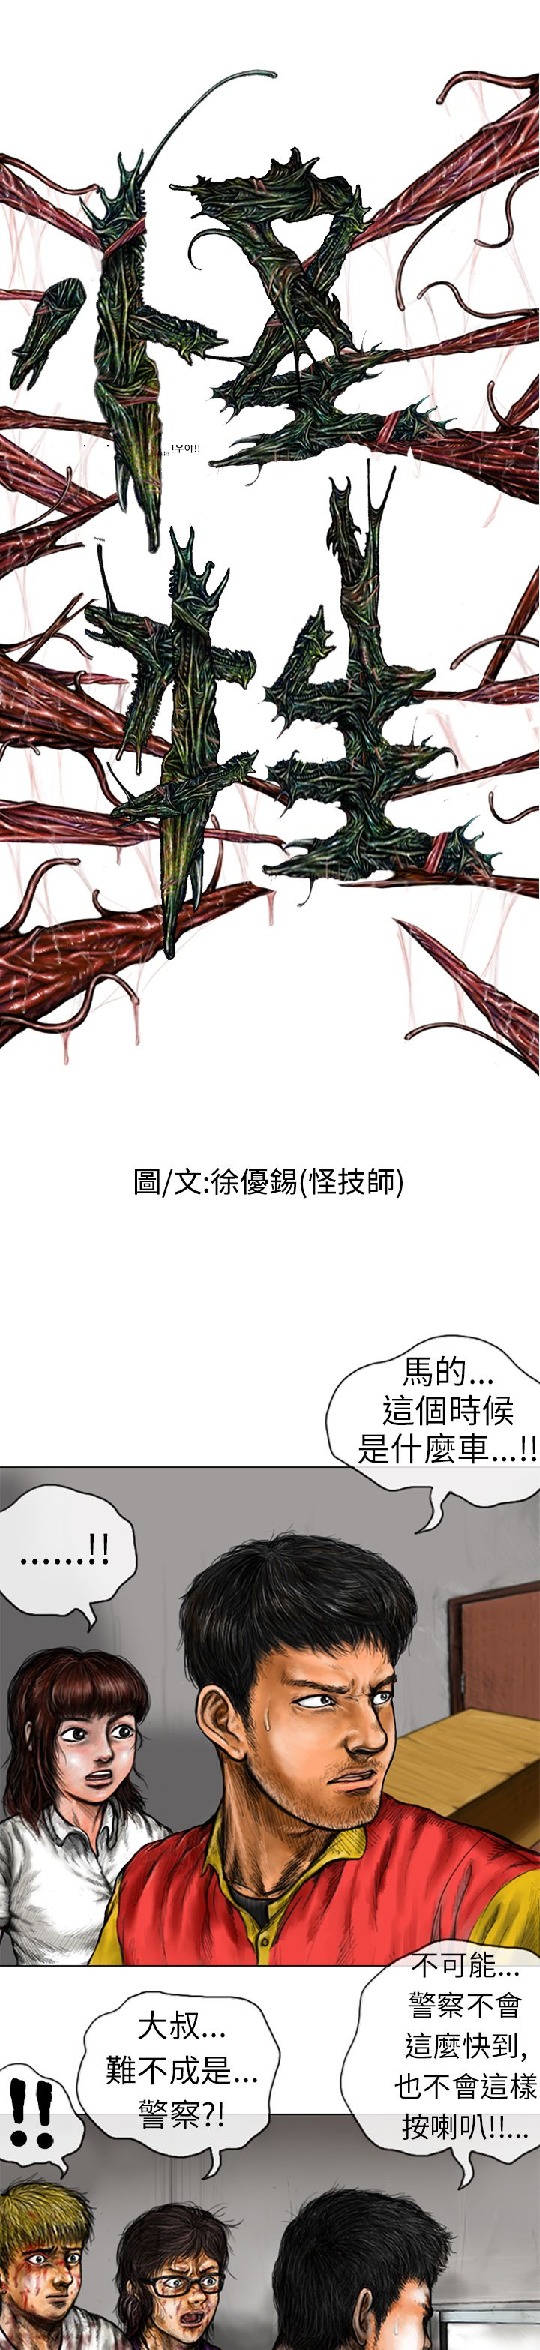 怪
牲
圖/文:徐優錫(怪技師)
馬的...
這個時候
是什麼車...!!
......!!
不可能...
警察不會
這麼快到,
也不會這樣
按喇叭!!...
大叔...
難不成是...
警察?!
!!